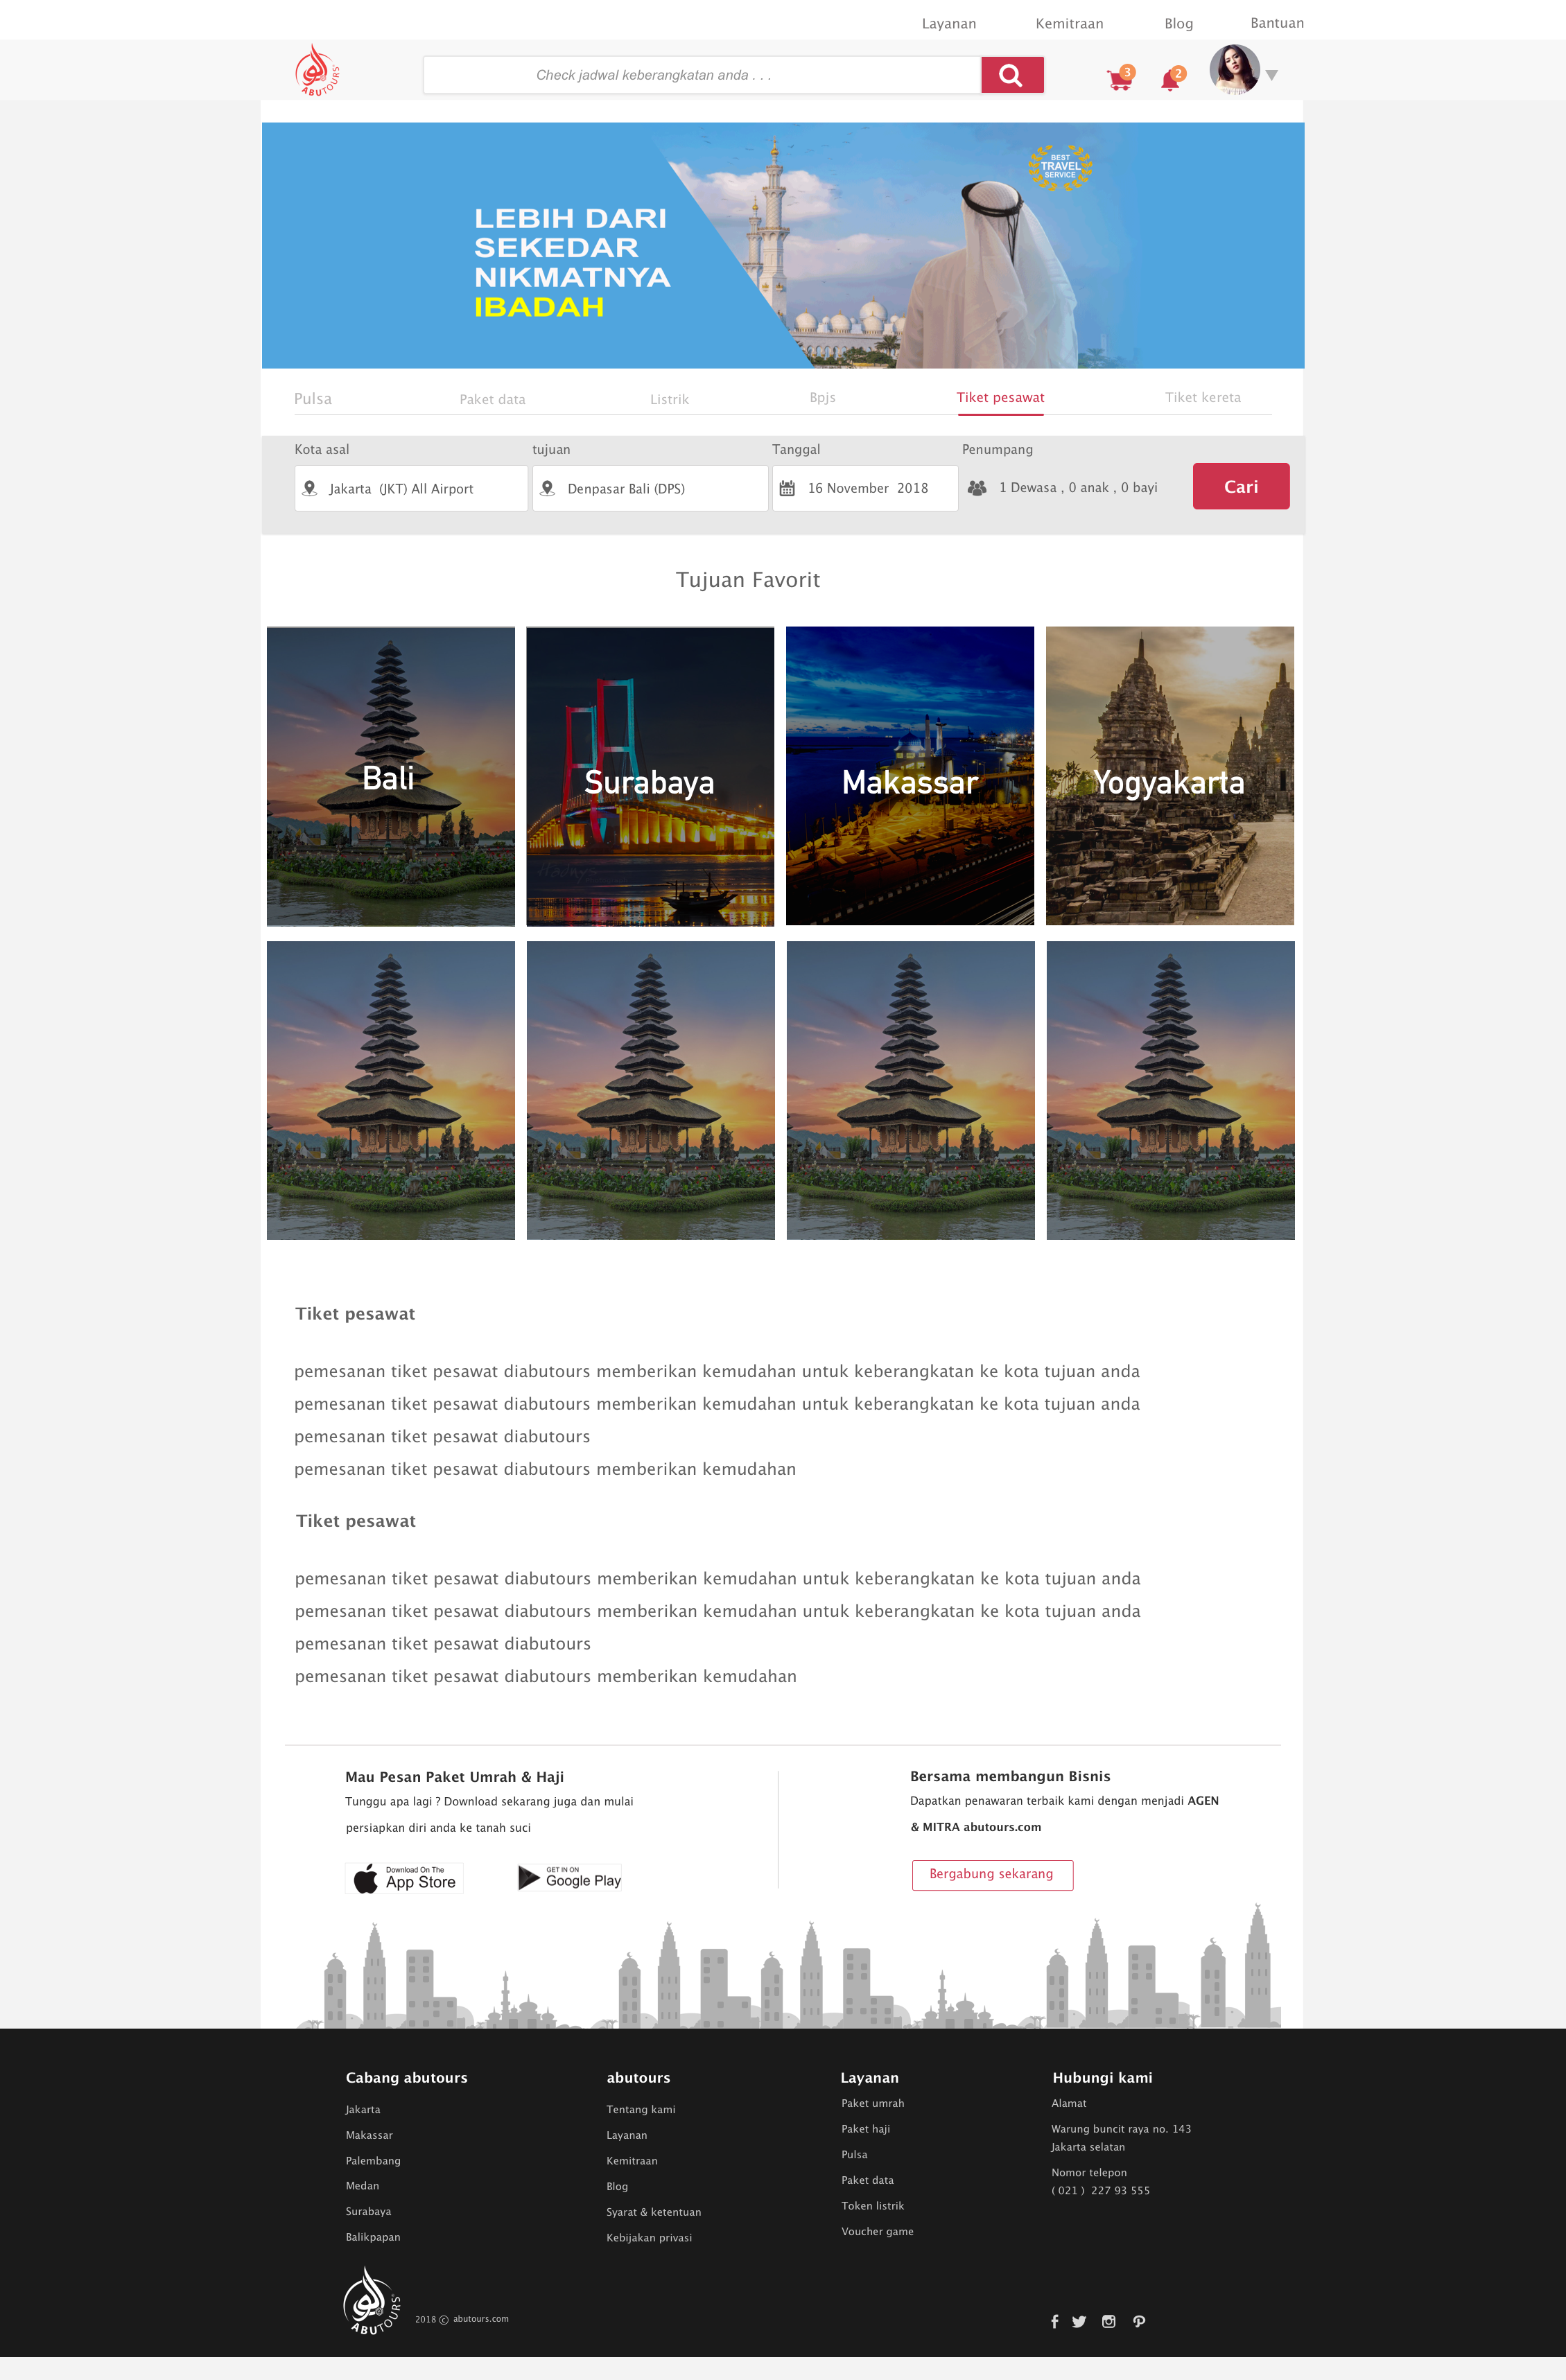 Layanan
Kemitraan
Blog
Bantuan
ABUTOURS
Check jadwal keberangkatan anda . . .
3
2
BEST
TRAVEL
SERVICE
LEBIH DARI
SEKEDAR
NIKMATNYA
IBADAH
Pulsa
Paket data
Listrik
Bpjs
Tiket pesawat
Tiket kereta
Kota asal
tujuan
Tanggal
Penumpang
Jakarta (JKT) All Airport
Denpasar Bali (DPS)
16 November 2018
1 Dewasa , 0 anak , 0 bayi
Cari
Tujuan Favorit
Bali
Surabaya
Makassar
Yogyakarta
Tiket pesawat
pemesanan tiket pesawat diabutours memberikan kemudahan untuk keberangkatan ke kota tujuan anda
pemesanan tiket pesawat diabutours memberikan kemudahan untuk keberangkatan ke kota tujuan anda
pemesanan tiket pesawat diabutours
pemesanan tiket pesawat diabutours memberikan kemudahan
Tiket pesawat
pemesanan tiket pesawat diabutours memberikan kemudahan untuk keberangkatan ke kota tujuan anda
pemesanan tiket pesawat diabutours memberikan kemudahan untuk keberangkatan ke kota tujuan anda
pemesanan tiket pesawat diabutours
pemesanan tiket pesawat diabutours memberikan kemudahan
Mau Pesan Paket Umrah & Haji
Tunggu apa lagi ? Download sekarang juga dan mulai
persiapkan diri anda ke tanah suci
Download On The
App Store
GET IN ON
Google Play
Bersama membangun Bisnis
Dapatkan penawaran terbaik kami dengan menjadi AGEN
& MITRA abutours.com
Bergabung sekarang
Cabang abutours
Jakarta
Makassar
Palembang
Medan
Surabaya
Balikpapan
abutours
Tentang kami
Layanan
Kemitraan
Blog
Syarat & ketentuan
Kebijakan privasi
Layanan
Paket umrah
Paket haji
Pulsa
Paket data
Token listrik
Voucher game
Hubungi kami
Alamat
Warung buncit raya no. 143
Jakarta selatan
Nomor telepon
( 021 ) 227 93 555
ABUTOURS
2018 © abutours.com